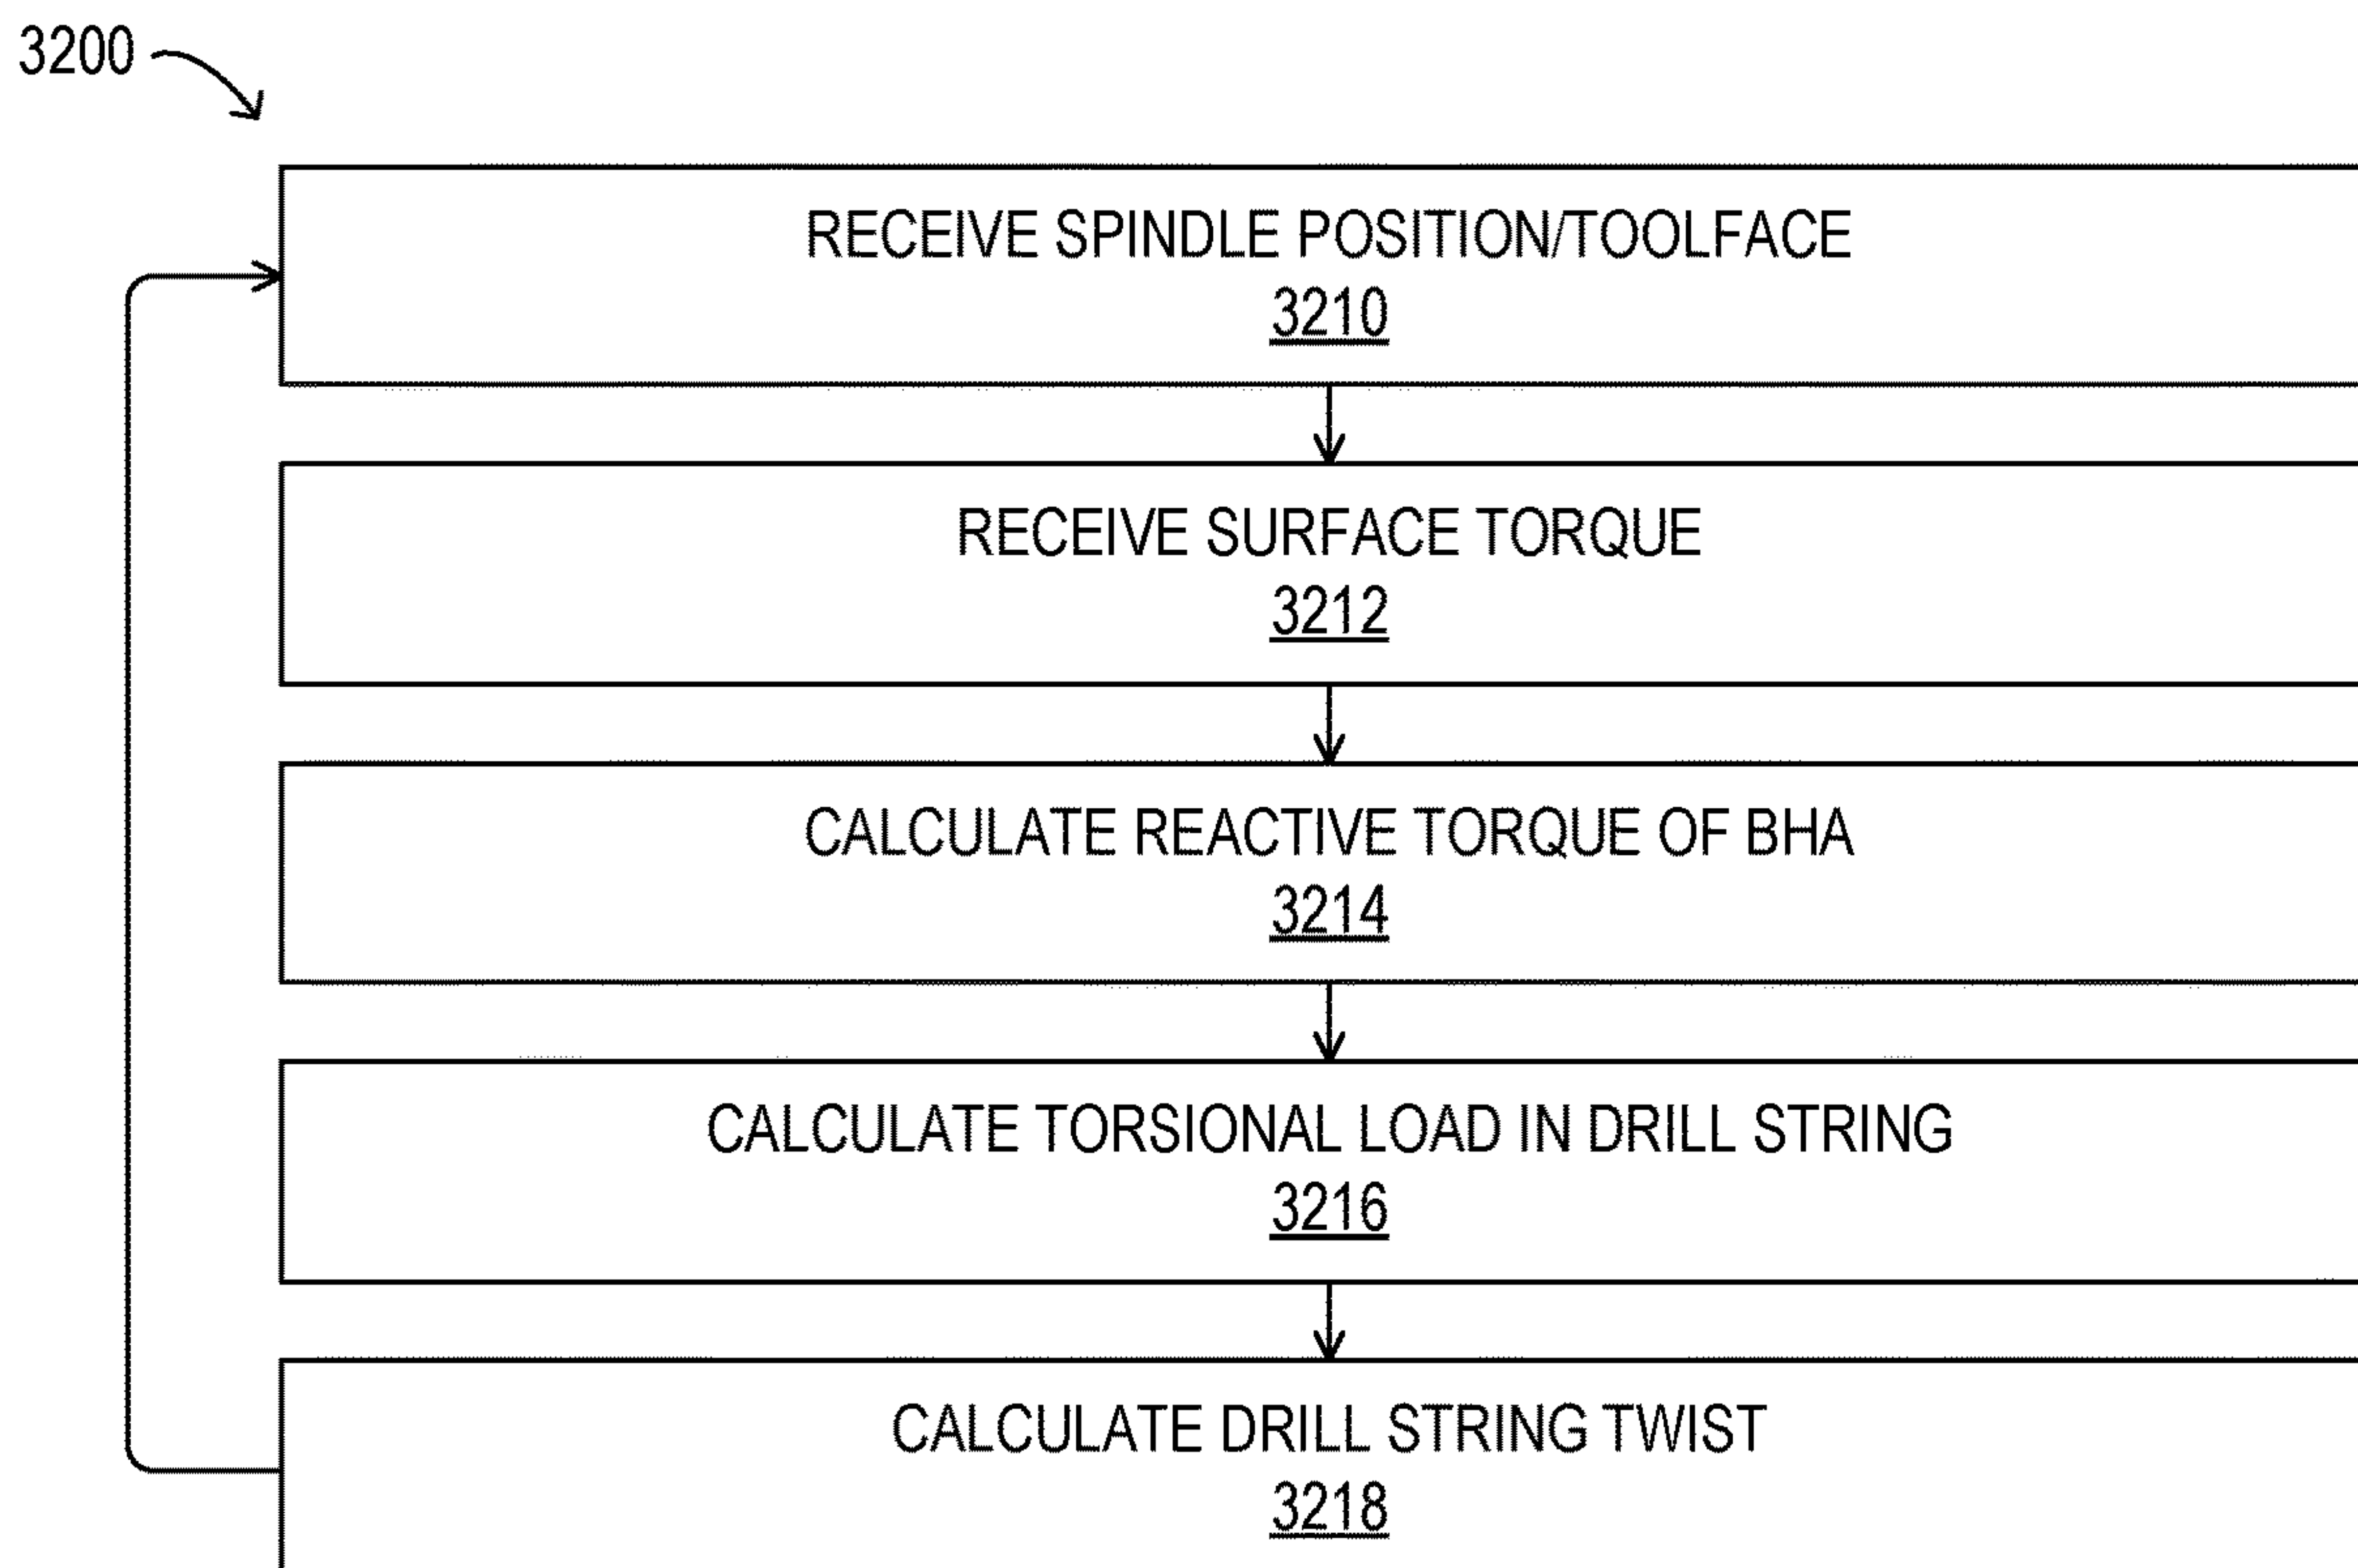 3200
RECEIVE SPINDLE POSITION/TOOLFACE
3210
RECEIVE SURFACE TORQUE
3212
CALCULATE REACTIVE TORQUE OF BHA
3214
CALCULATE TORSIONAL LOAD IN DRILL STRING
3216
CALCULATE DRILL STRING TWIST
3218